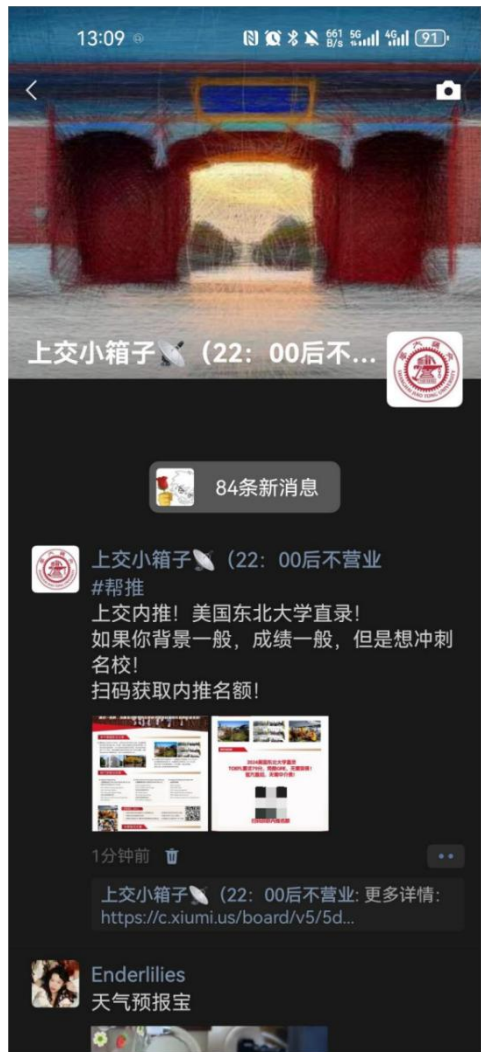 13:09
661 B/s 5G 4G 91
上交小箱子📡（22：00后不...
84条新消息
上交小箱子📡（22：00后不营业
#帮推
上交内推！美国东北大学直录！
如果你背景一般，成绩一般，但是想冲刺
名校！
扫码获取内推名额！
1分钟前
上交小箱子📡（22：00后不营业: 更多详情:
https://c.xiumi.us/board/v5/5d...
Enderlilies
天气预报宝